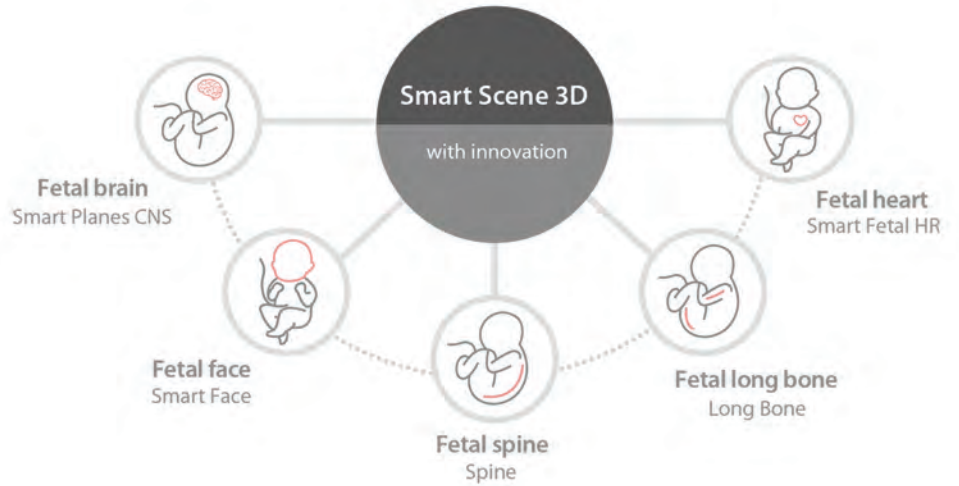 Smart Scene 3D
with innovation
Fetal brain
Smart Planes CNS
Fetal face
Smart Face
Fetal spine
Spine
Fetal long bone
Long Bone
Fetal heart
Smart Fetal HR